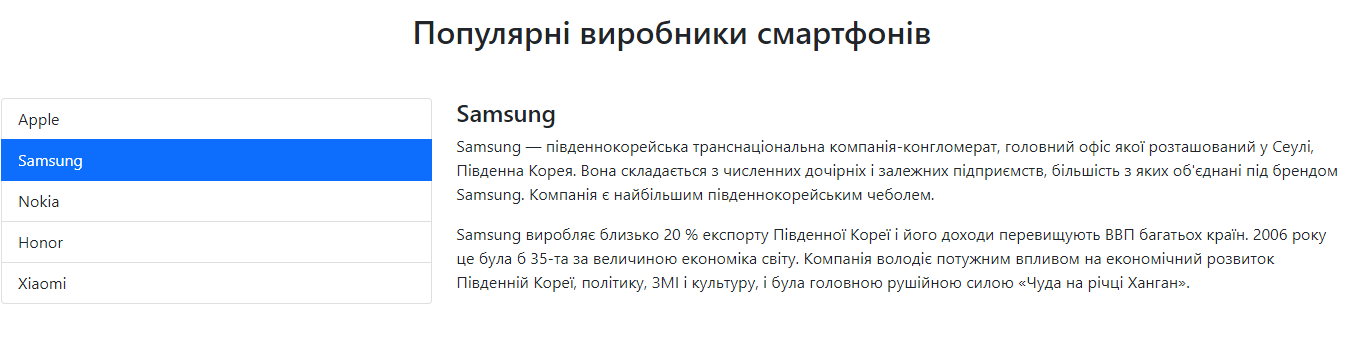 Популярні виробники смартфонів
Apple
Samsung
Nokia
Honor
Xiaomi
Samsung
Samsung — південнокорейська транснаціональна компанія-конгломерат, головний офіс якої розташований у Сеулі,
Південна Корея. Вона складається з численних дочірніх і залежних підприємств, більшість з яких об'єднані під брендом
Samsung. Компанія є найбільшим південнокорейським чеболем.
Samsung виробляє близько 20 % експорту Південної Кореї і його доходи перевищують ВВП багатьох країн. 2006 року
це була б 35-та за величиною економіка світу. Компанія володіє потужним впливом на економічний розвиток
Південній Кореї, політику, ЗМІ і культуру, і була головною рушійною силою «Чуда на річці Ханган».